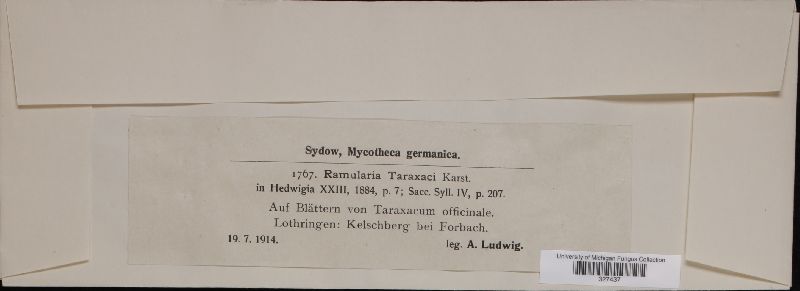 Sydow, Mycotheca germanica.
1767. Ramularia Taraxaci Karst.
in Hedwigia XXIII, 1884, p. 7; Sacc. Syll. IV, p. 207.
Auf Blättern von Taraxacum officinale.
Lothringen: Kelschberg bei Forbach.
19. 7. 1914. leg. A. Ludwig.
University of Michigan Fungus Collection
327437